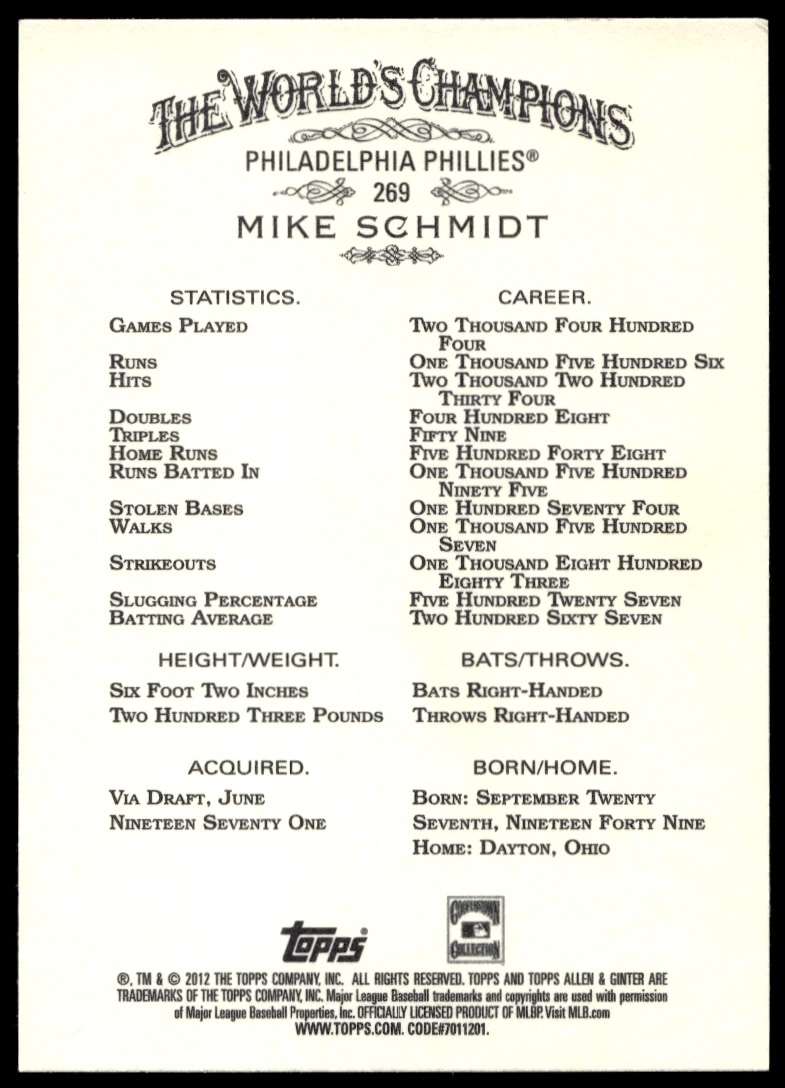 THE WORLD'S CHAMPIONS
PHILADELPHIA PHILLIES®
269
MIKE SCHMIDT
STATISTICS. CAREER.
GAMES PLAYED TWO THOUSAND FOUR HUNDRED
FOUR
RUNS ONE THOUSAND FIVE HUNDRED SIX
HITS TWO THOUSAND TWO HUNDRED
THIRTY FOUR
DOUBLES FOUR HUNDRED EIGHT
TRIPLES FIFTY NINE
HOME RUNS FIVE HUNDRED FORTY EIGHT
RUNS BATTED IN ONE THOUSAND FIVE HUNDRED
NINETY FIVE
STOLEN BASES ONE HUNDRED SEVENTY FOUR
WALKS ONE THOUSAND FIVE HUNDRED
SEVEN
STRIKEOUTS ONE THOUSAND EIGHT HUNDRED
EIGHTY THREE
SLUGGING PERCENTAGE FIVE HUNDRED TWENTY SEVEN
BATTING AVERAGE TWO HUNDRED SIXTY SEVEN
HEIGHT/WEIGHT. BATS/THROWS.
SIX FOOT TWO INCHES BATS RIGHT-HANDED
TWO HUNDRED THREE POUNDS THROWS RIGHT-HANDED
ACQUIRED. BORN/HOME.
VIA DRAFT, JUNE BORN: SEPTEMBER TWENTY
NINETEEN SEVENTY ONE SEVENTH, NINETEEN FORTY NINE
HOME: DAYTON, OHIO
COOPERSTOWN
Topps®
COLLECTION
®, TM & © 2012 THE TOPPS COMPANY, INC. ALL RIGHTS RESERVED. TOPPS AND TOPPS ALLEN & GINTER ARE
TRADEMARKS OF THE TOPPS COMPANY, INC. Major League Baseball trademarks and copyrights are used with permission
of Major League Baseball Properties, Inc. OFFICIALLY LICENSED PRODUCT OF MLBP. Visit MLB.com
WWW.TOPPS.COM. CODE#7011201.